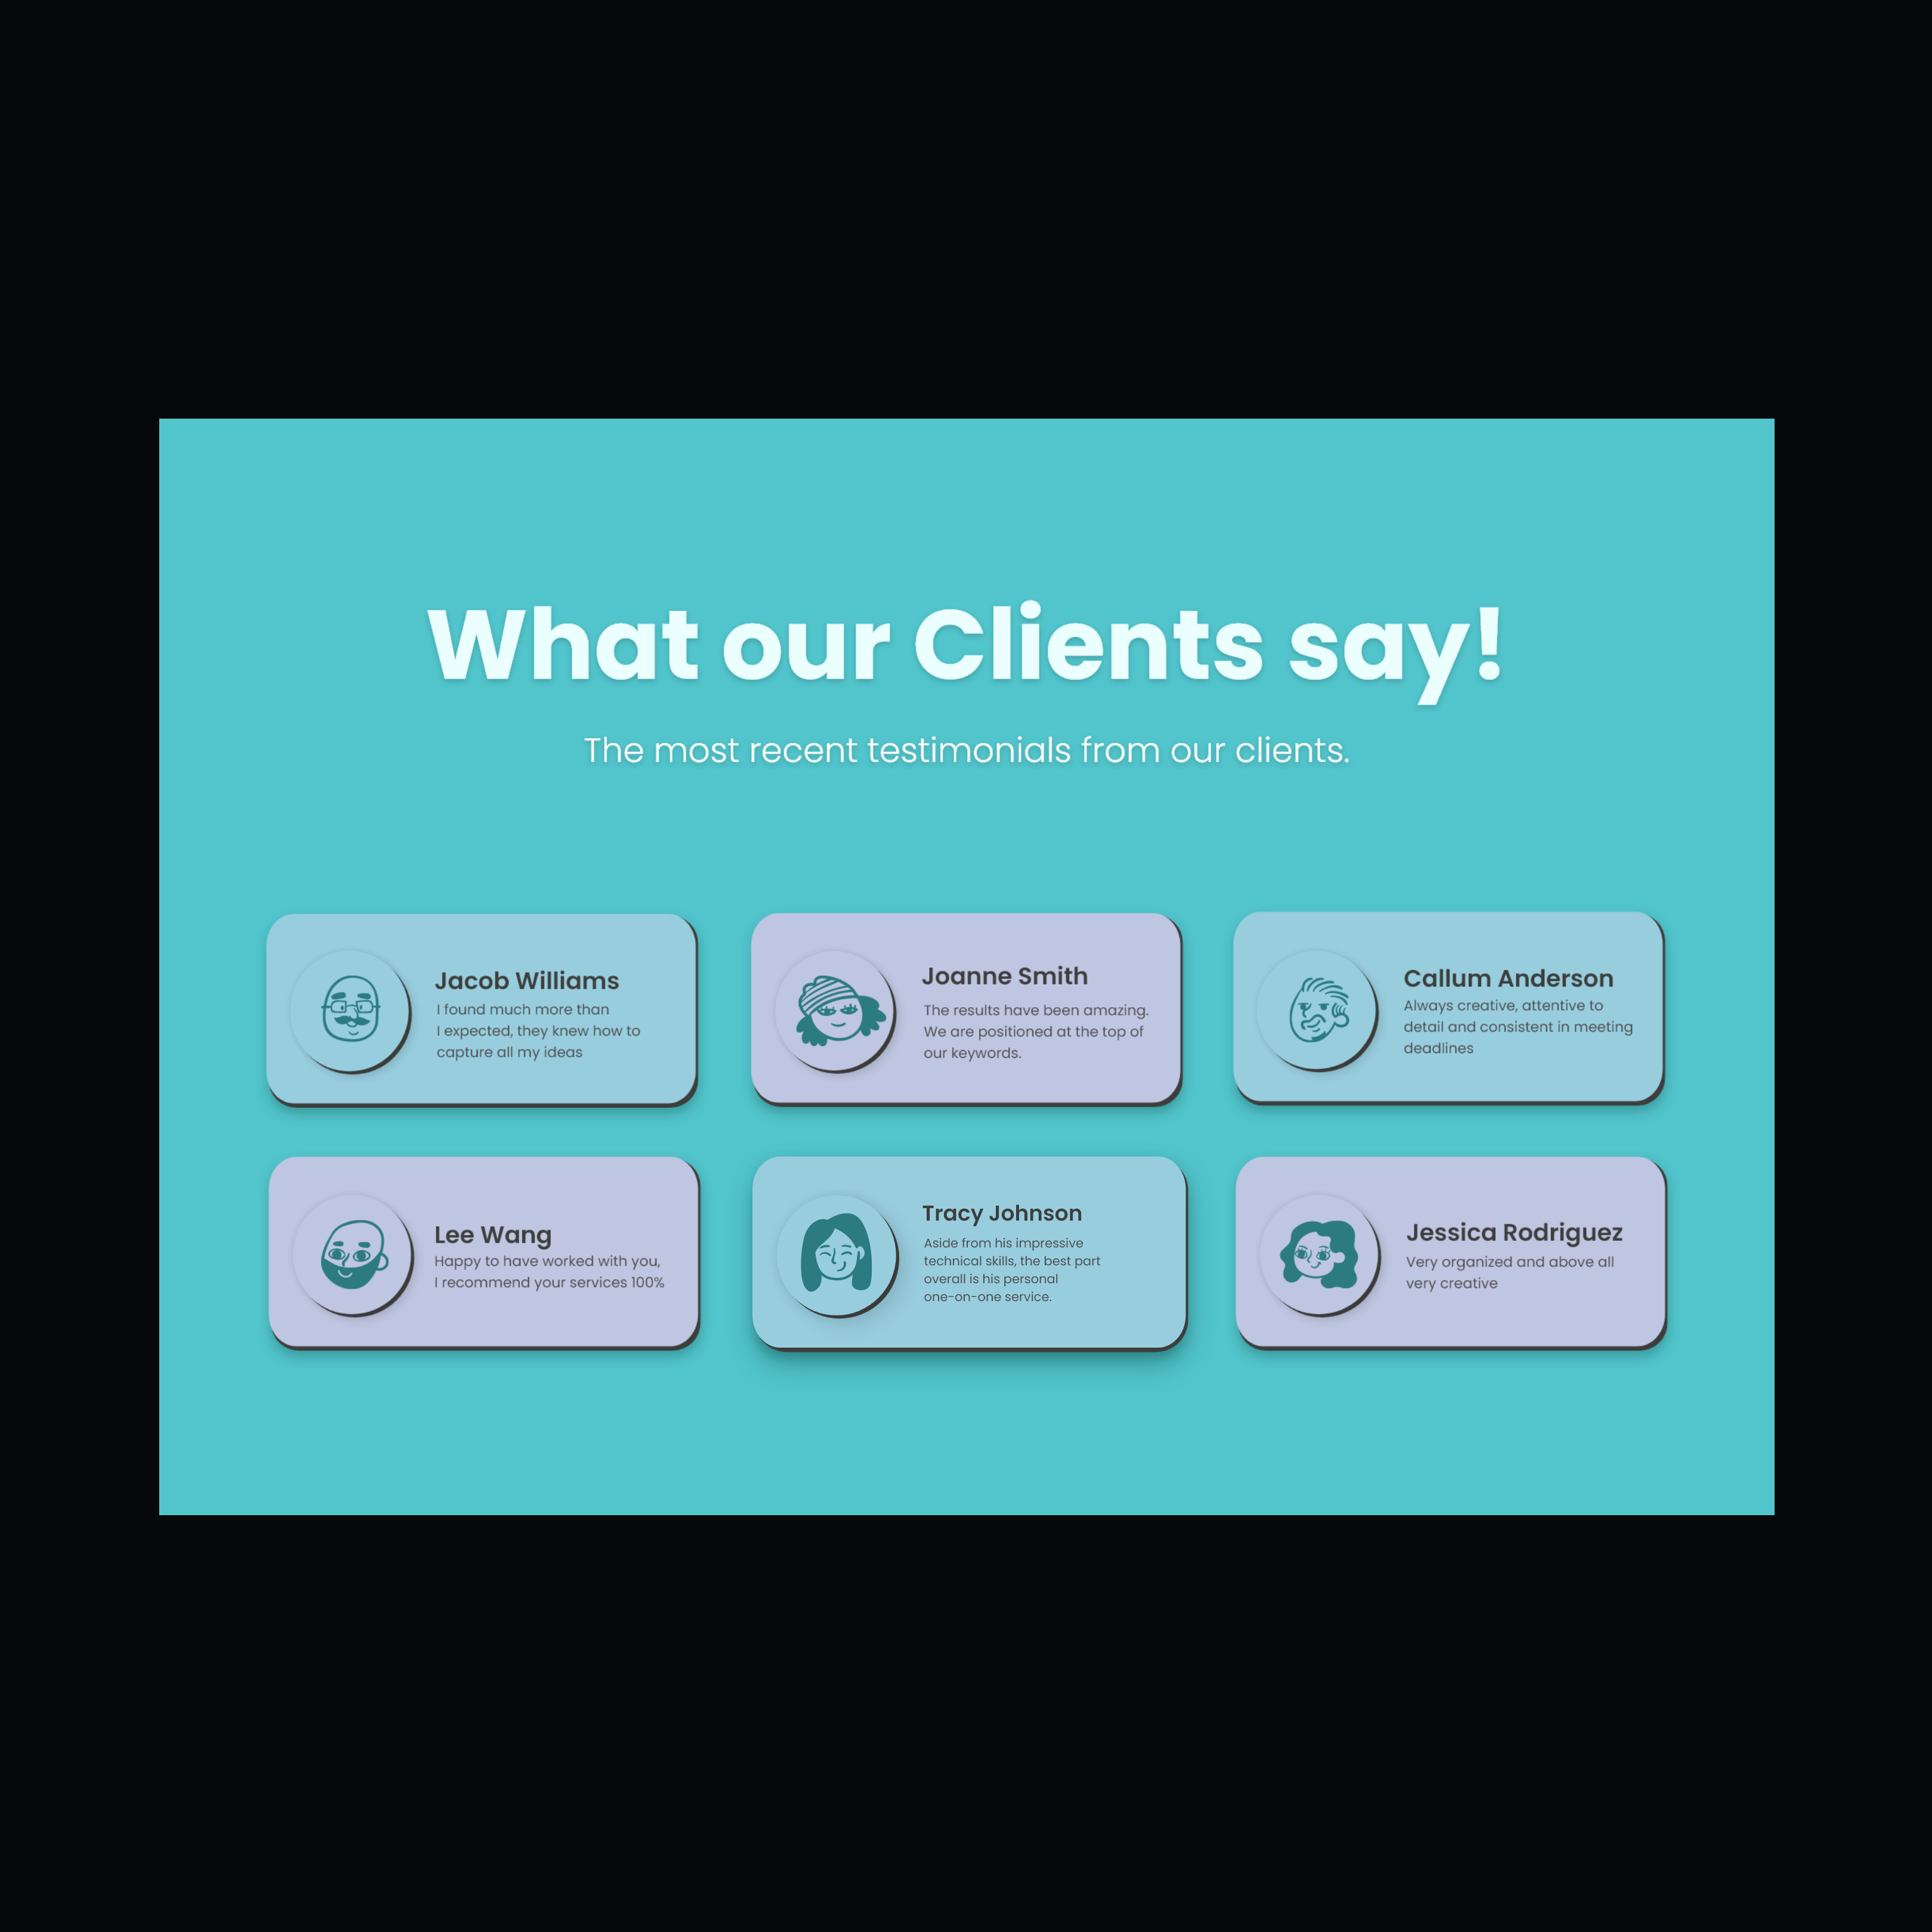 What our Clients say!
The most recent testimonials from our clients.
Jacob Williams
I found much more than
I expected, they knew how to
capture all my ideas
Joanne Smith
The results have been amazing.
We are positioned at the top of
our keywords.
Callum Anderson
Always creative, attentive to
detail and consistent in meeting
deadlines
Lee Wang
Happy to have worked with you,
I recommend your services 100%
Tracy Johnson
Aside from his impressive
technical skills, the best part
overall is his personal
one-on-one service.
Jessica Rodriguez
Very organized and above all
very creative